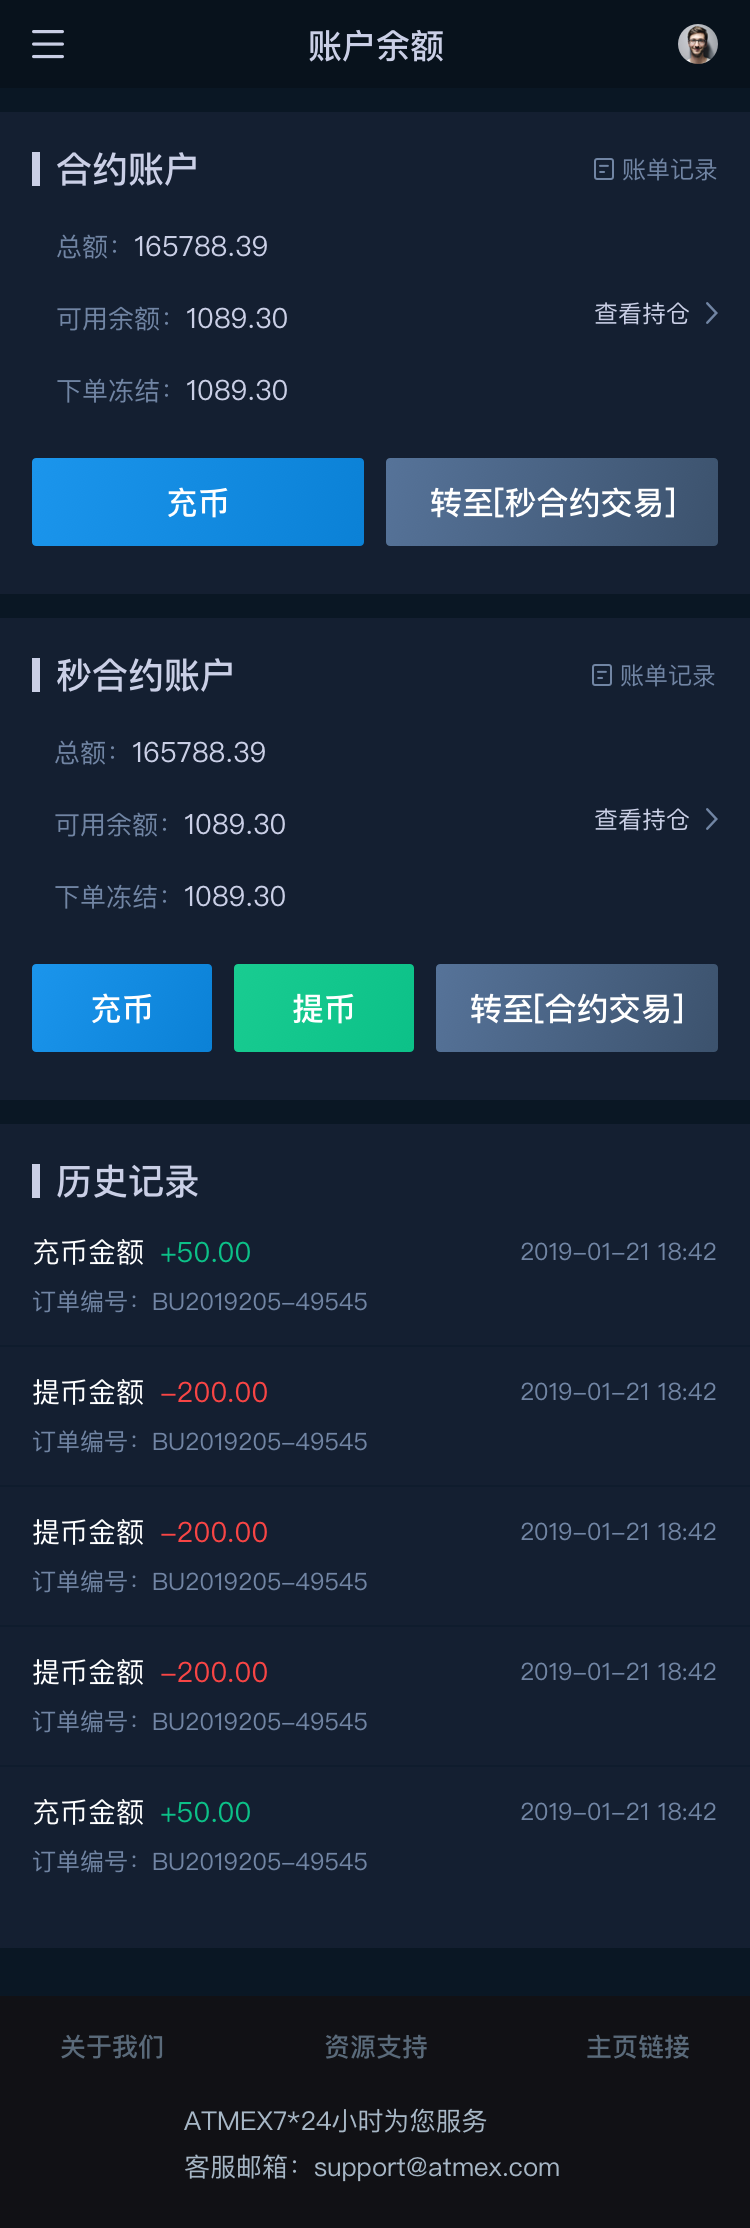 账户余额
合约账户
账单记录
总额：165788.39
可用余额：1089.30
查看持仓
下单冻结：1089.30
充币
转至[秒合约交易]
秒合约账户
账单记录
总额：165788.39
可用余额：1089.30
查看持仓
下单冻结：1089.30
充币
提币
转至[合约交易]
历史记录
充币金额 +50.00 2019-01-21 18:42
订单编号：BU2019205-49545
提币金额 -200.00 2019-01-21 18:42
订单编号：BU2019205-49545
提币金额 -200.00 2019-01-21 18:42
订单编号：BU2019205-49545
提币金额 -200.00 2019-01-21 18:42
订单编号：BU2019205-49545
充币金额 +50.00 2019-01-21 18:42
订单编号：BU2019205-49545
关于我们 资源支持 主页链接
ATMEX7*24小时为您服务
客服邮箱：support@atmex.com